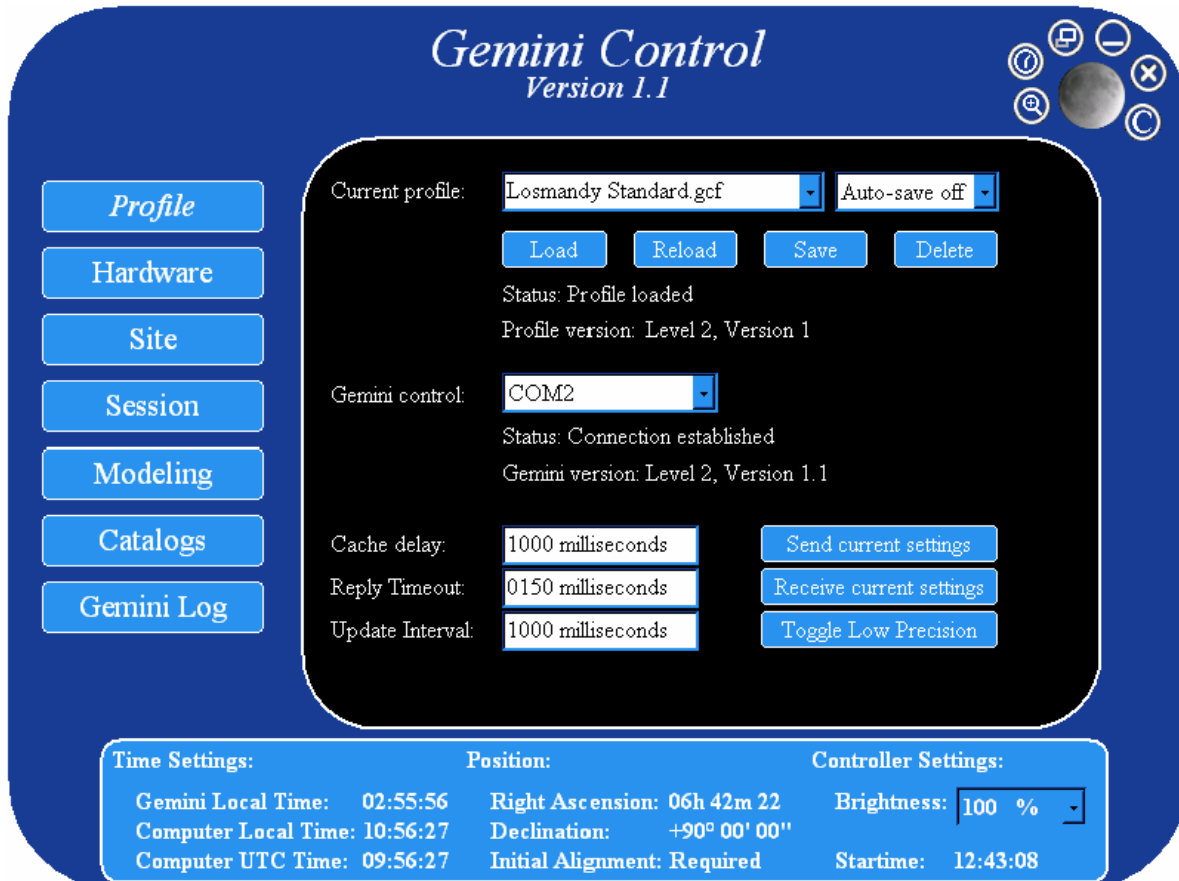 Gemini Control
Version 1.1
Profile
Hardware
Site
Session
Modeling
Catalogs
Gemini Log
Current profile: Losmandy Standard.gcf Auto-save off
Load Reload Save Delete
Status: Profile loaded
Profile version: Level 2, Version 1
Gemini control: COM2
Status: Connection established
Gemini version: Level 2, Version 1.1
Cache delay: 1000 milliseconds Send current settings
Reply Timeout: 0150 milliseconds Receive current settings
Update Interval: 1000 milliseconds Toggle Low Precision
Time Settings: Position: Controller Settings:
Gemini Local Time: 02:55:56 Right Ascension: 06h 42m 22 Brightness: 100 %
Computer Local Time: 10:56:27 Declination: +90º 00' 00"
Computer UTC Time: 09:56:27 Initial Alignment: Required Startime: 12:43:08